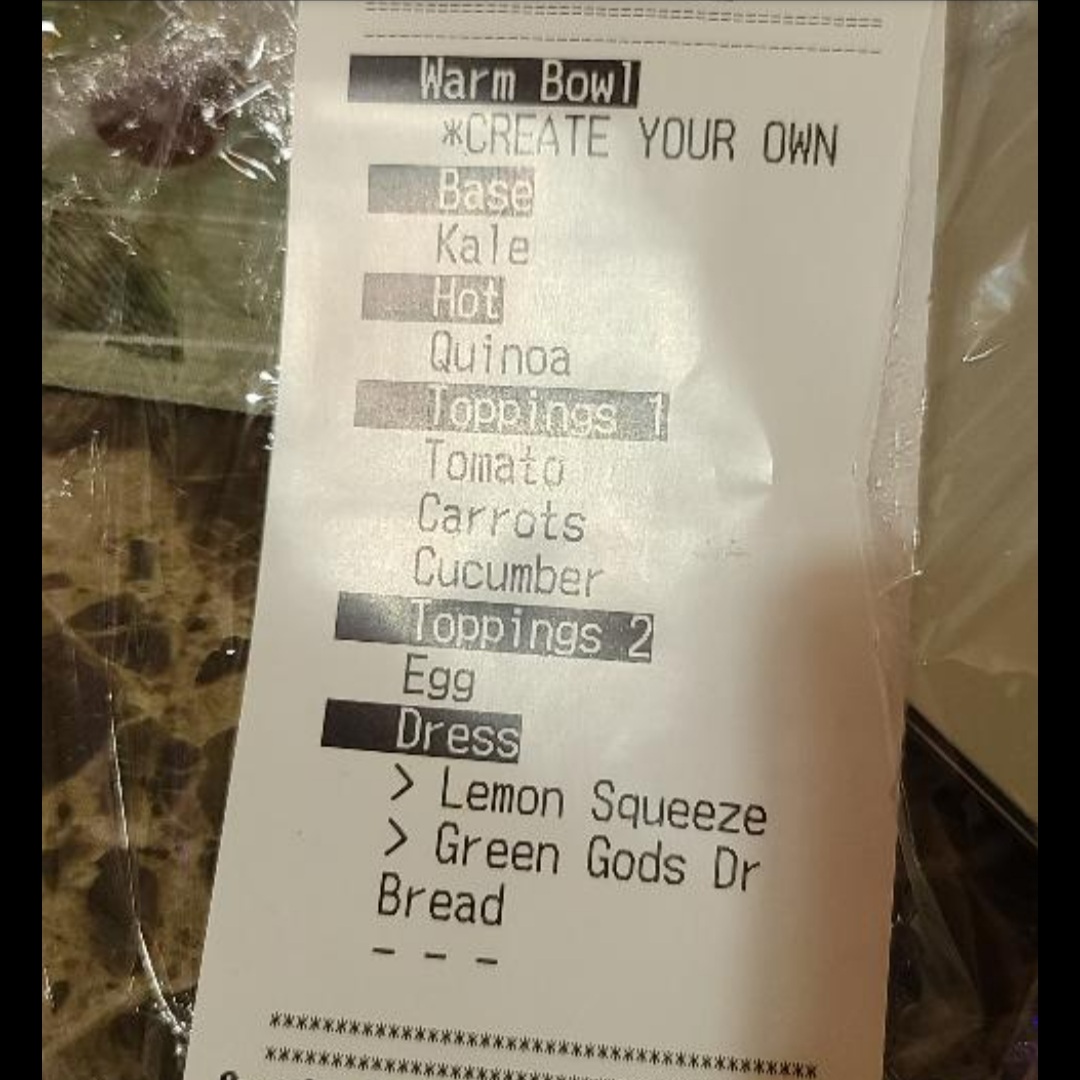 Warm Bowl
*CREATE YOUR OWN
Base
Kale
Hot
Quinoa
Toppings 1
Tomato
Carrots
Cucumber
Toppings 2
Egg
Dress
> Lemon Squeeze
> Green Gods Dr
Bread
- - -
******************************************
******************************************